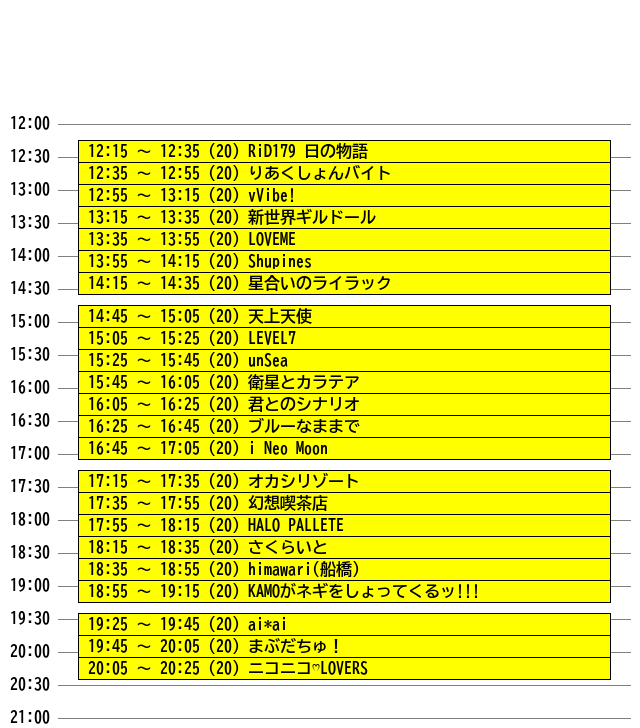 12:00
12:15 ～ 12:35 (20) RiD179 日の物語
12:30
12:35 ～ 12:55 (20) りあくしょんバイト
13:00
12:55 ～ 13:15 (20) vVibe!
13:15 ～ 13:35 (20) 新世界ギルドール
13:30
13:35 ～ 13:55 (20) LOVEME
14:00
13:55 ～ 14:15 (20) Shupines
14:15 ～ 14:35 (20) 星合いのライラック
14:30
14:45 ～ 15:05 (20) 天上天使
15:00
15:05 ～ 15:25 (20) LEVEL7
15:30
15:25 ～ 15:45 (20) unSea
15:45 ～ 16:05 (20) 衛星とカラテア
16:00
16:05 ～ 16:25 (20) 君とのシナリオ
16:30
16:25 ～ 16:45 (20) ブルーなままで
16:45 ～ 17:05 (20) i Neo Moon
17:00
17:15 ～ 17:35 (20) オカシリゾート
17:30
17:35 ～ 17:55 (20) 幻想喫茶店
18:00
17:55 ～ 18:15 (20) HALO PALLETE
18:15 ～ 18:35 (20) さくらいと
18:30
18:35 ～ 18:55 (20) himawari(船橋)
19:00
18:55 ～ 19:15 (20) KAMOがネギをしょってくるッ!!!
19:30
19:25 ～ 19:45 (20) ai*ai
19:45 ～ 20:05 (20) まぶだちゅ！
20:00
20:05 ～ 20:25 (20) ニコニコ♡LOVERS
20:30
21:00